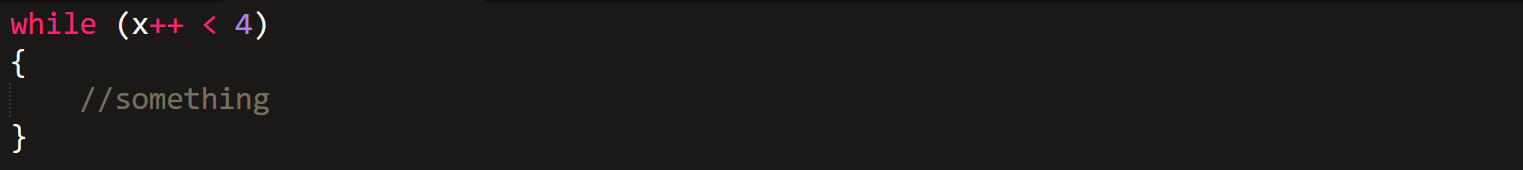 while (x++ < 4)
{
    //something
}